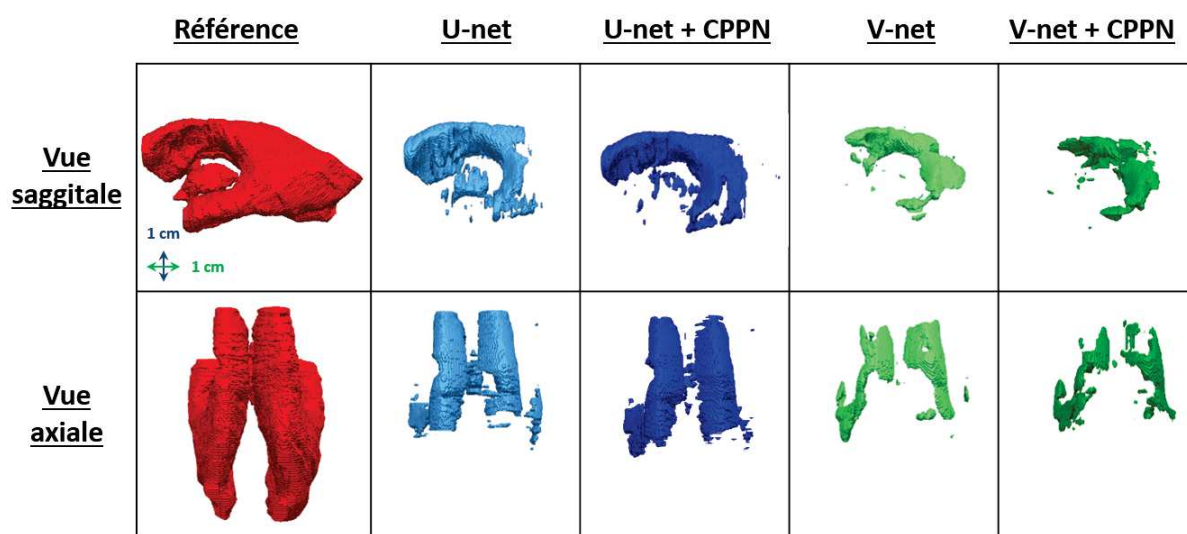 Référence U-net U-net + CPPN V-net V-net + CPPN
Vue
saggitale
1 cm
1 cm
Vue
axiale